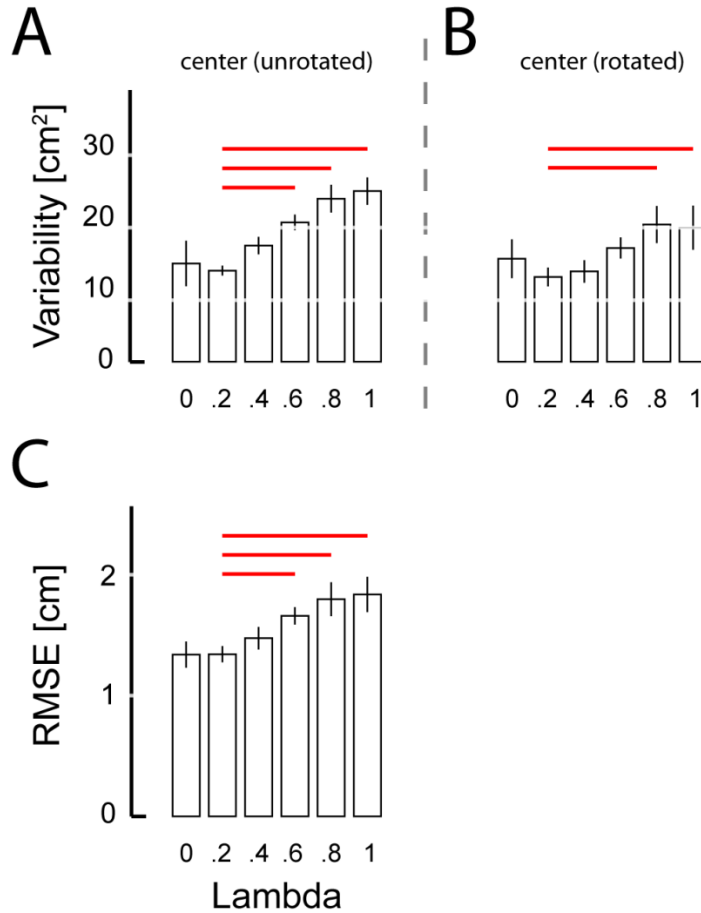 A
center (unrotated)
Variability [cm²]
30
20
10
0
0 .2 .4 .6 .8 1
B
center (rotated)
0 .2 .4 .6 .8 1
C
RMSE [cm]
2
1
0
0 .2 .4 .6 .8 1
Lambda